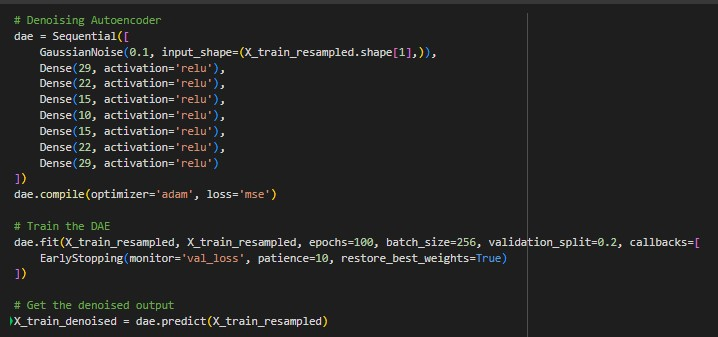 # Denoising Autoencoder
dae = Sequential([
    GaussianNoise(0.1, input_shape=(X_train_resampled.shape[1],)),
    Dense(29, activation='relu'),
    Dense(22, activation='relu'),
    Dense(15, activation='relu'),
    Dense(10, activation='relu'),
    Dense(15, activation='relu'),
    Dense(22, activation='relu'),
    Dense(29, activation='relu')
])
dae.compile(optimizer='adam', loss='mse')

# Train the DAE
dae.fit(X_train_resampled, X_train_resampled, epochs=100, batch_size=256, validation_split=0.2, callbacks=[
    EarlyStopping(monitor='val_loss', patience=10, restore_best_weights=True)
])

# Get the denoised output
X_train_denoised = dae.predict(X_train_resampled)